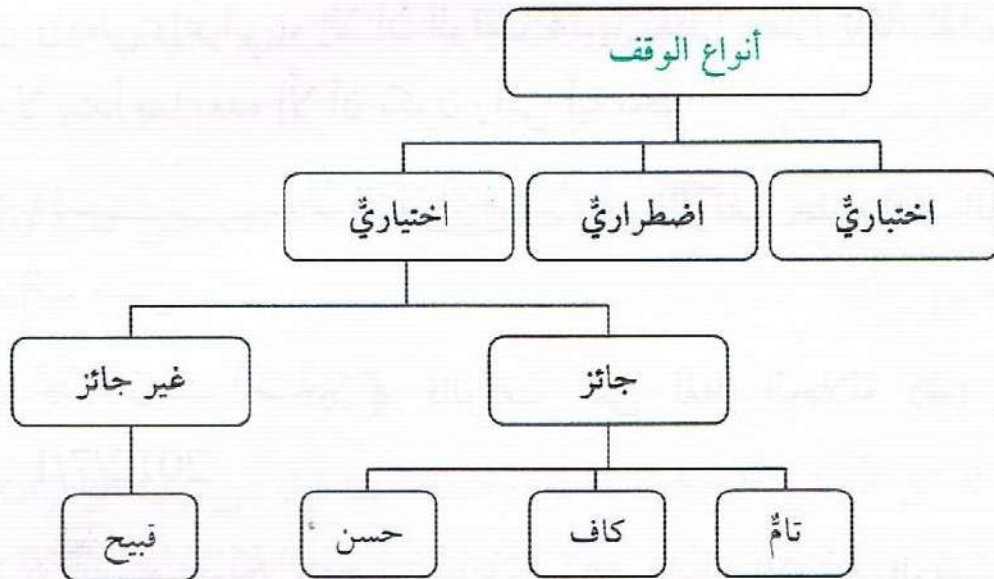 أنواع الوقف
اختباريٌّ
اضطراريٌّ
اختياريٌّ
جائز
غير جائز
تامٌّ
كاف
حسن
قبيح